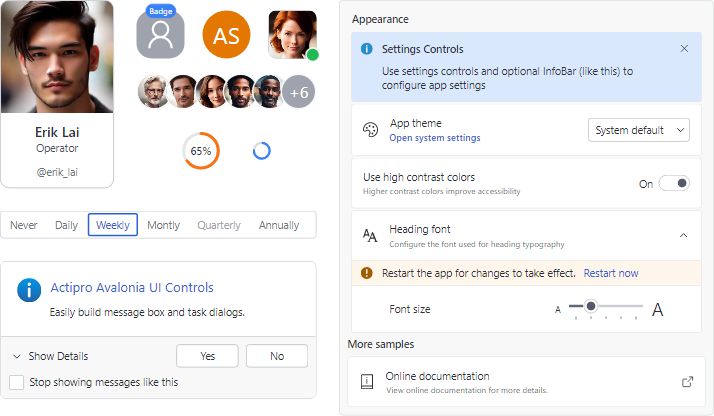 Badge
AS
+6
Erik Lai
Operator
@erik_lai
65%
Never
Daily
Weekly
Montly
Quarterly
Annually
Actipro Avalonia UI Controls
Easily build message box and task dialogs.
Show Details
Yes
No
Stop showing messages like this
Appearance
Settings Controls
Use settings controls and optional InfoBar (like this) to
configure app settings
App theme
Open system settings
System default
Use high contrast colors
Higher contrast colors improve accessibility
On
Heading font
Configure the font used for heading typography
Restart the app for changes to take effect. Restart now
Font size
A
A
More samples
Online documentation
View online documentation for more details.